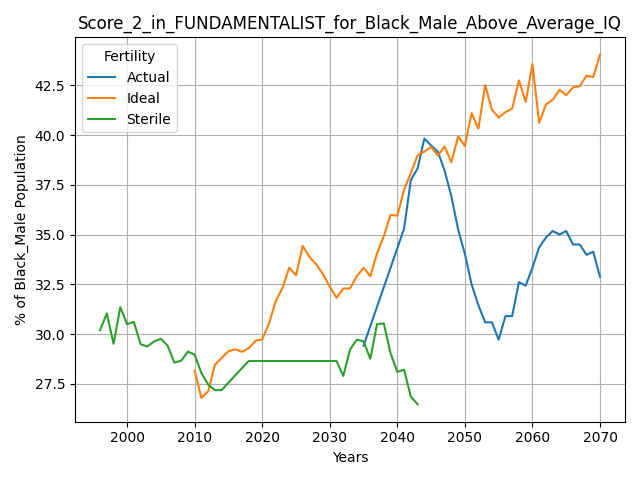 Score_2_in_FUNDAMENTALIST_for_Black_Male_Above_Average_IQ
Fertility
Actual
Ideal
Sterile
% of Black_Male Population
42.5
40.0
37.5
35.0
32.5
30.0
27.5
2000 2010 2020 2030 2040 2050 2060 2070
Years